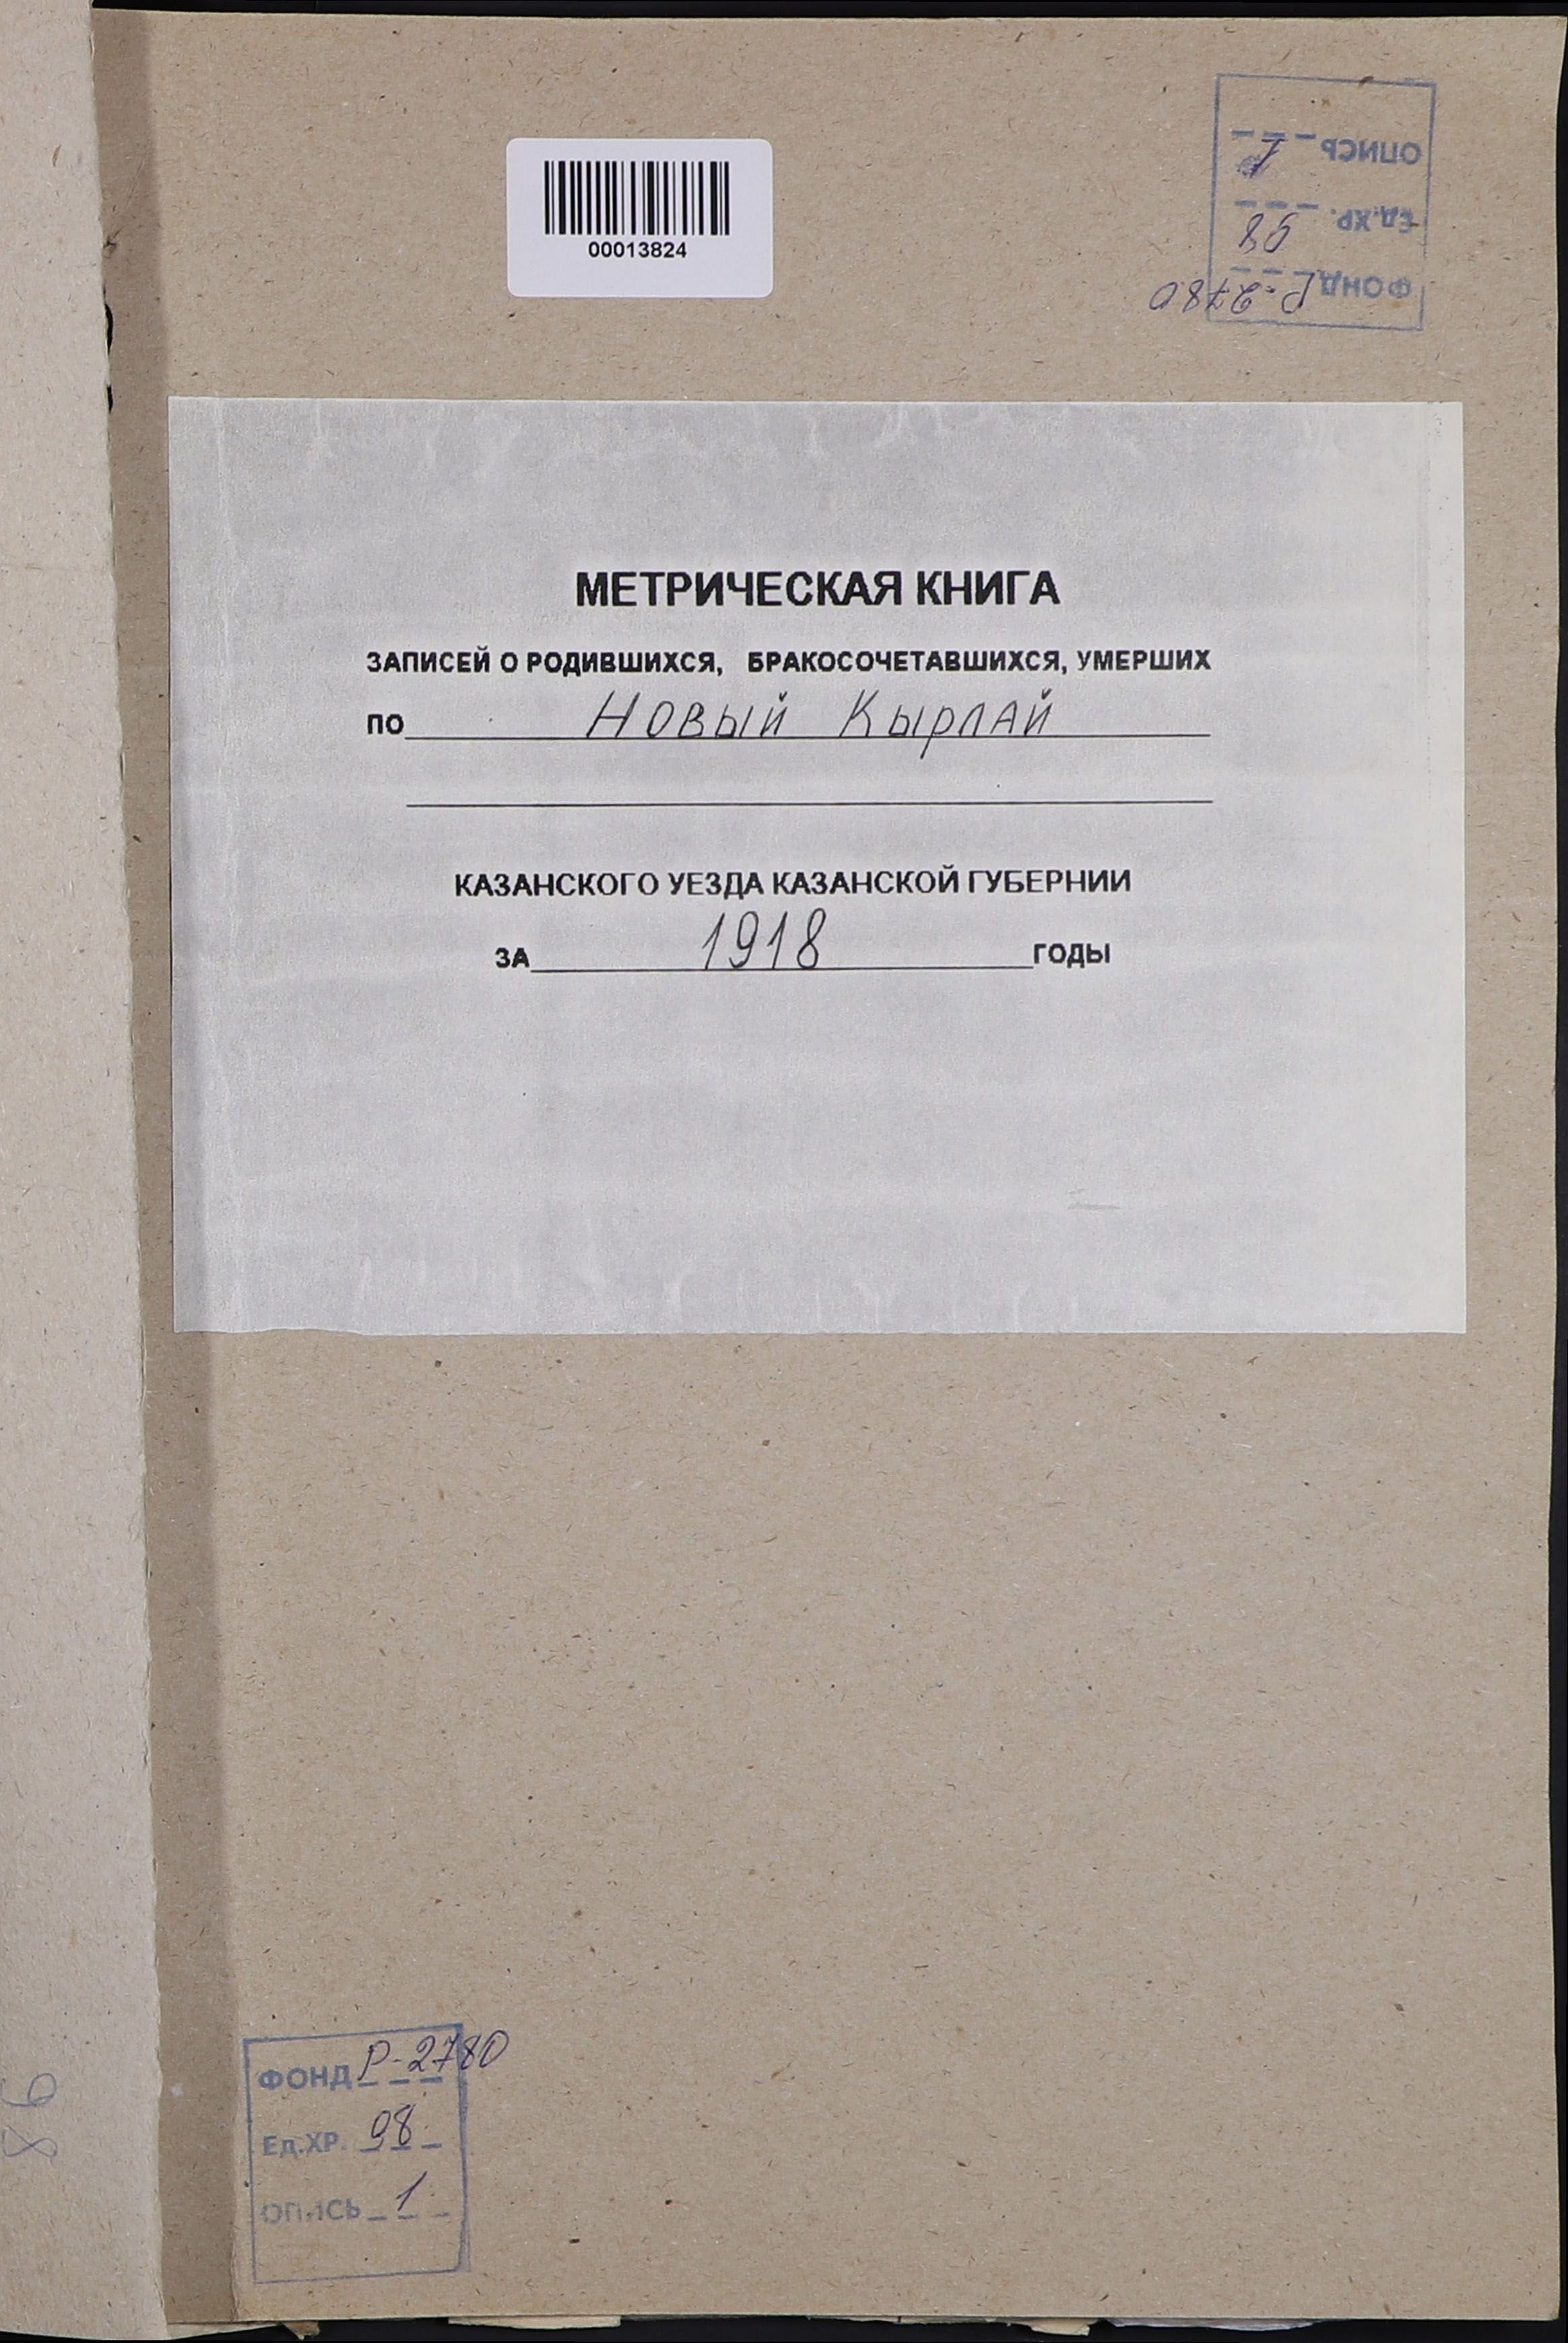 00013824
ФОНД Р-2780
ЕД.ХР. 98
ОПИСЬ 1
МЕТРИЧЕСКАЯ КНИГА
ЗАПИСЕЙ О РОДИВШИХСЯ, БРАКОСОЧЕТАВШИХСЯ, УМЕРШИХ
ПО Новый Кырлай
КАЗАНСКОГО УЕЗДА КАЗАНСКОЙ ГУБЕРНИИ
ЗА 1918 ГОДЫ
ФОНД Р-2780
Ед.ХР. 98
ОПИСЬ 1